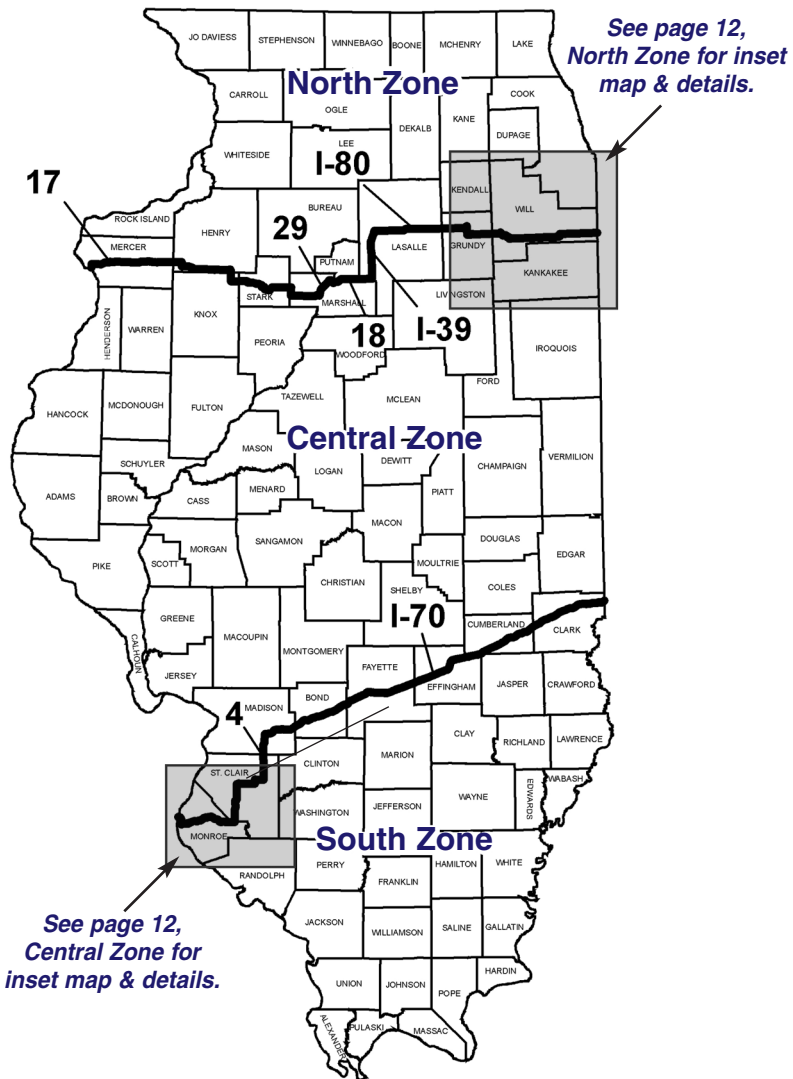 See page 12,
North Zone for inset
map & details.
JO DAVIESS
STEPHENSON
WINNEBAGO
BOONE
MCHENRY
LAKE
North Zone
CARROLL
OGLE
DEKALB
KANE
COOK
DUPAGE
WHITESIDE
LEE
I-80
KENDALL
WILL
17
ROCK ISLAND
HENRY
BUREAU
MERCER
29
PUTNAM
LASALLE
GRUNDY
KANKAKEE
STARK
MARSHALL
LIVINGSTON
HENDERSON
WARREN
KNOX
PEORIA
18
I-39
WOODFORD
IROQUOIS
FORD
HANCOCK
MCDONOUGH
FULTON
TAZEWELL
MCLEAN
Central Zone
SCHUYLER
MASON
LOGAN
DEWITT
CHAMPAIGN
VERMILION
ADAMS
BROWN
CASS
MENARD
PIATT
MACON
PIKE
SCOTT
MORGAN
SANGAMON
CHRISTIAN
MOULTRIE
DOUGLAS
EDGAR
SHELBY
COLES
I-70
CALHOUN
GREENE
MACOUPIN
MONTGOMERY
CUMBERLAND
CLARK
JERSEY
FAYETTE
EFFINGHAM
JASPER
CRAWFORD
MADISON
BOND
4
CLAY
RICHLAND
LAWRENCE
ST. CLAIR
CLINTON
MARION
WABASH
EDWARDS
WAYNE
WASHINGTON
JEFFERSON
MONROE
South Zone
RANDOLPH
PERRY
HAMILTON
WHITE
FRANKLIN
See page 12,
Central Zone for
inset map & details.
JACKSON
WILLIAMSON
SALINE
GALLATIN
UNION
JOHNSON
POPE
HARDIN
ALEXANDER
PULASKI
MASSAC